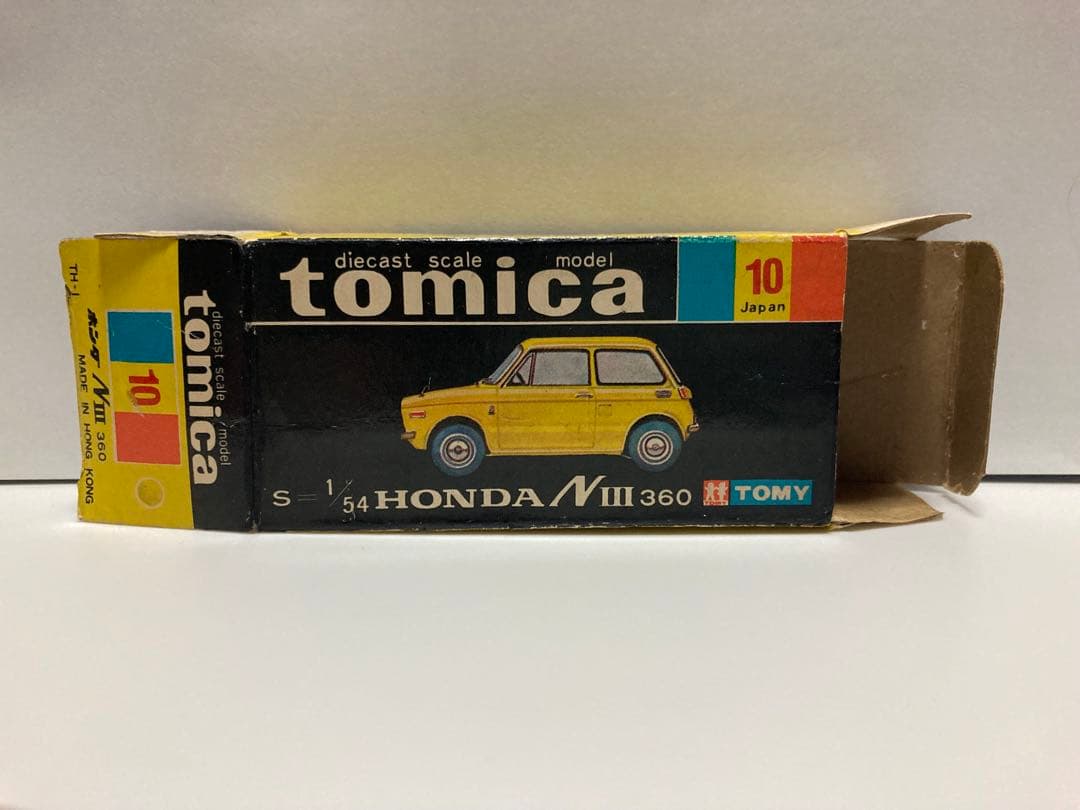 diecast scale model
tomica
10
Japan
S=1/54 HONDA NIII 360
TOMY
diecast scale model
tomica
10
TH-1
ホンダ NIII 360
MADE IN HONG KONG